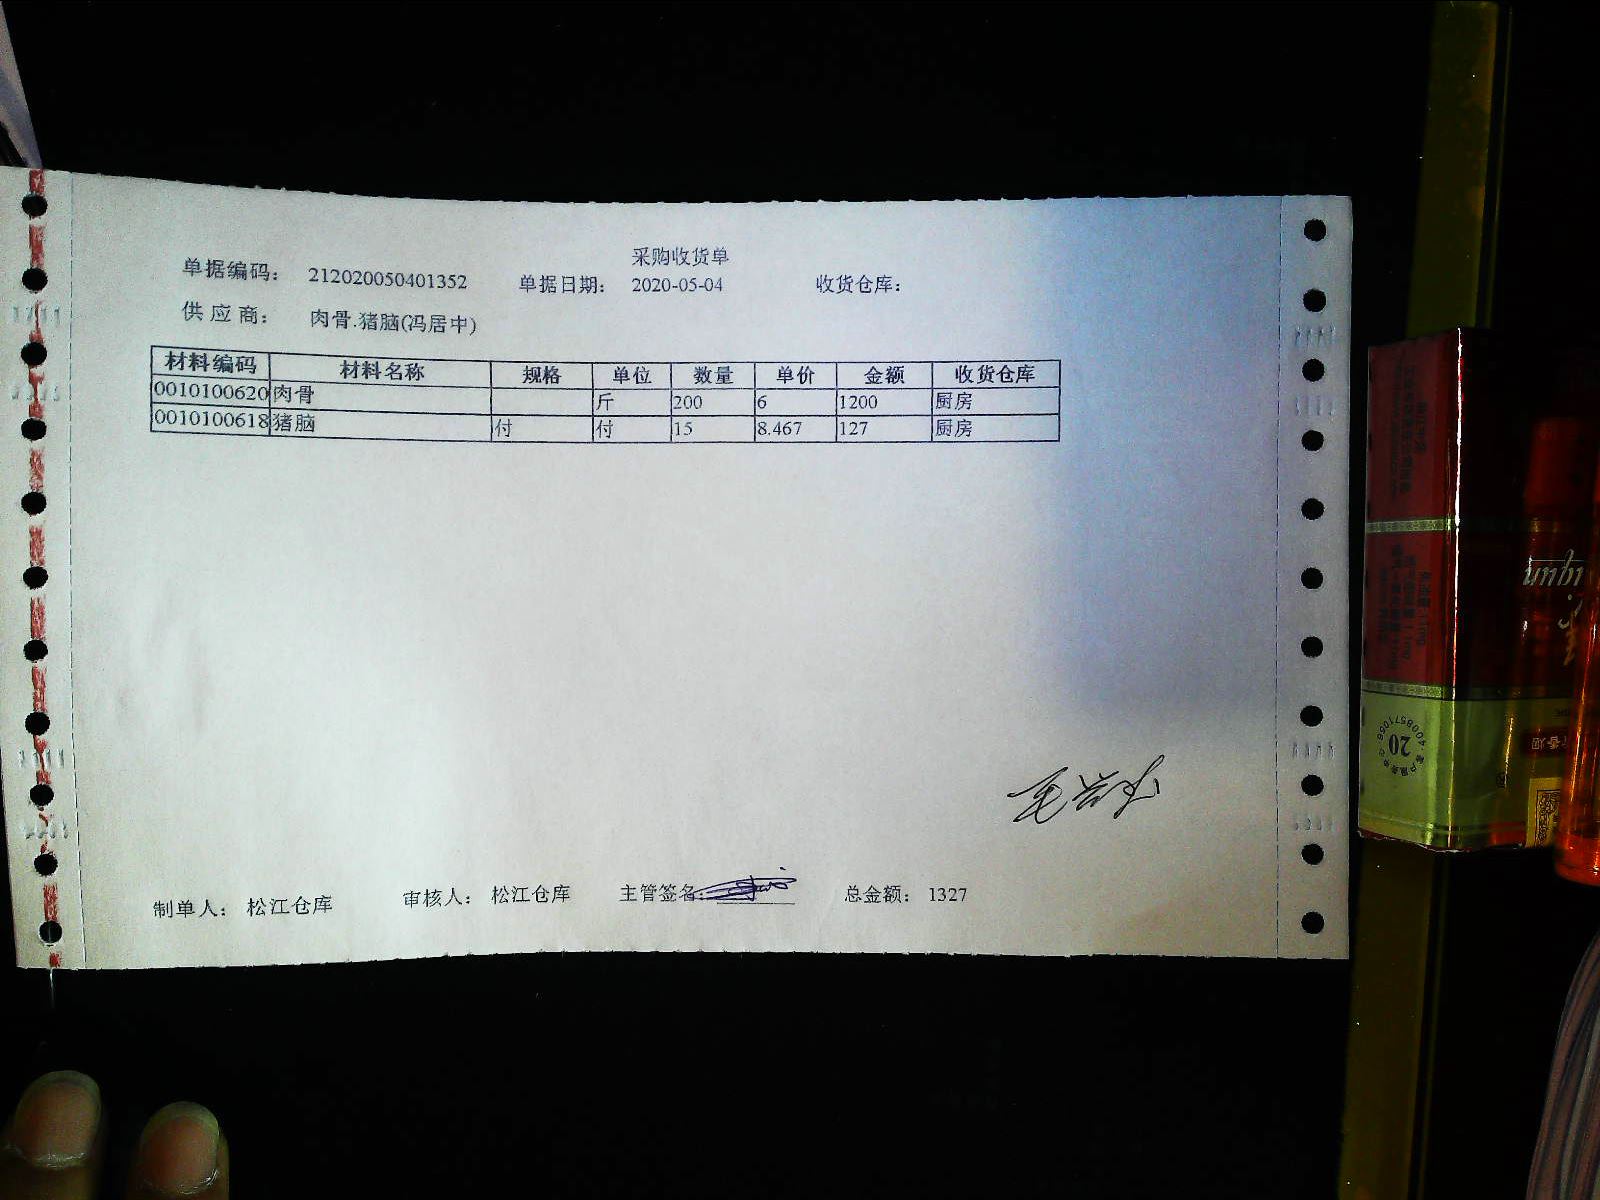 采购收货单
单据编码： 212020050401352 单据日期： 2020-05-04 收货仓库：
供 应 商： 肉骨.猪脑(冯居中)
材料编码 材料名称 规格 单位 数量 单价 金额 收货仓库
0010100620 肉骨 斤 200 6 1200 厨房
0010100618 猪脑 付 付 15 8.467 127 厨房
制单人： 松江仓库 审核人： 松江仓库 主管签名： 总金额： 1327
20
4008571056